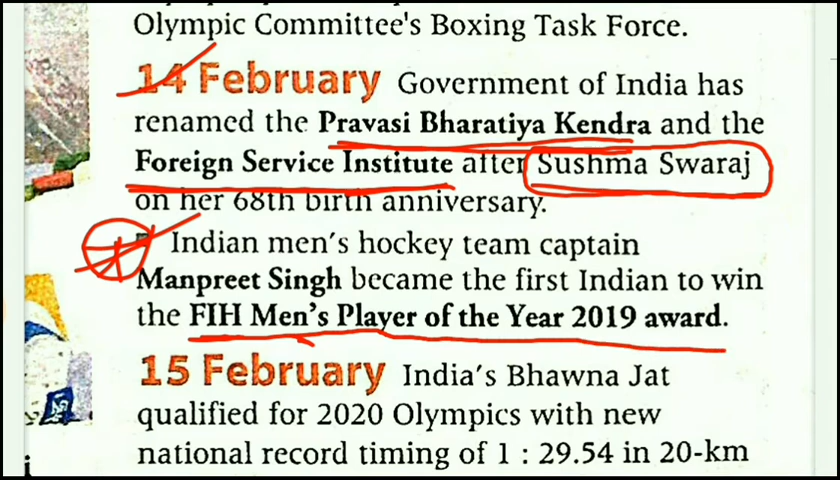 Olympic Committee's Boxing Task Force.
14 February Government of India has
renamed the Pravasi Bharatiya Kendra and the
Foreign Service Institute after Sushma Swaraj
on her 68th birth anniversary.
Indian men's hockey team captain
Manpreet Singh became the first Indian to win
the FIH Men's Player of the Year 2019 award.
15 February India's Bhawna Jat
qualified for 2020 Olympics with new
national record timing of 1 : 29.54 in 20-km